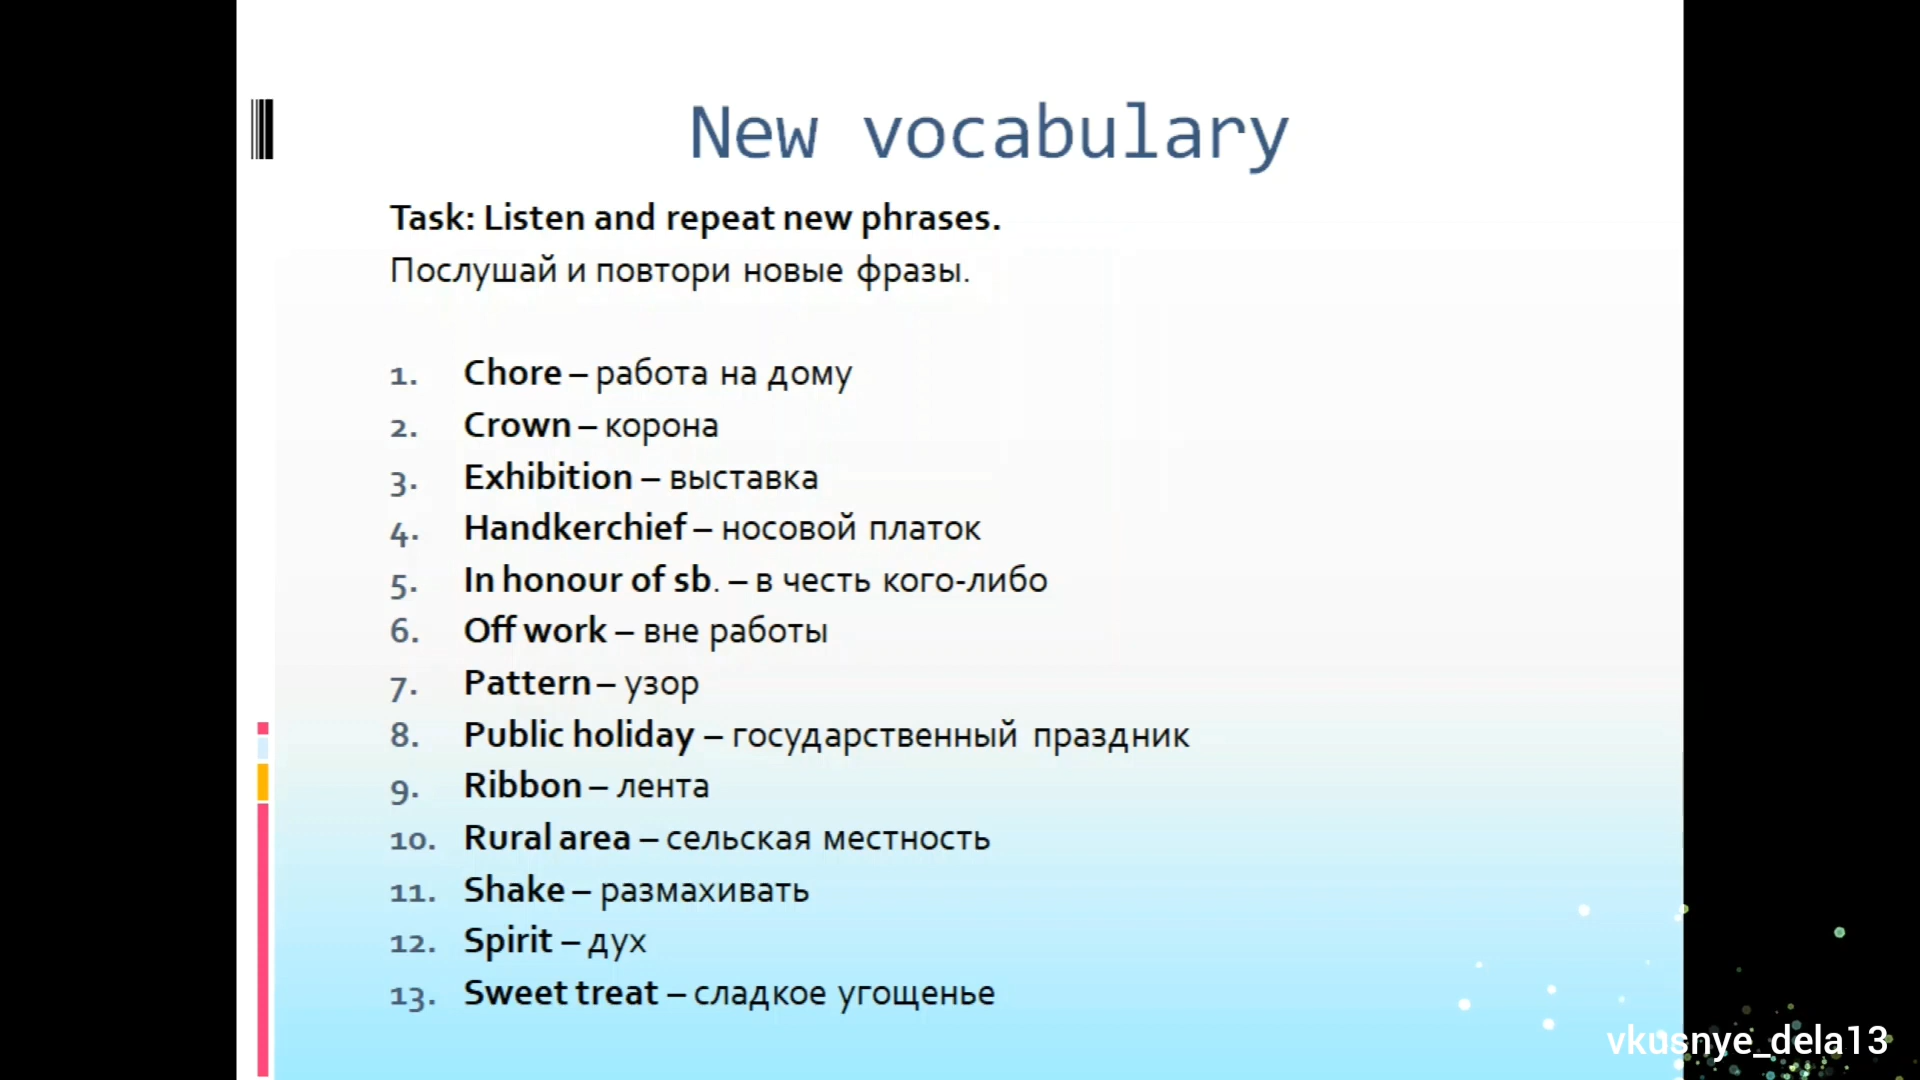 New vocabulary
Task: Listen and repeat new phrases.
Послушай и повтори новые фразы.
1. Chore – работа на дому
2. Crown – корона
3. Exhibition – выставка
4. Handkerchief – носовой платок
5. In honour of sb. – в честь кого-либо
6. Off work – вне работы
7. Pattern – узор
8. Public holiday – государственный праздник
9. Ribbon – лента
10. Rural area – сельская местность
11. Shake – размахивать
12. Spirit – дух
13. Sweet treat – сладкое угощенье
vkusnye_dela13